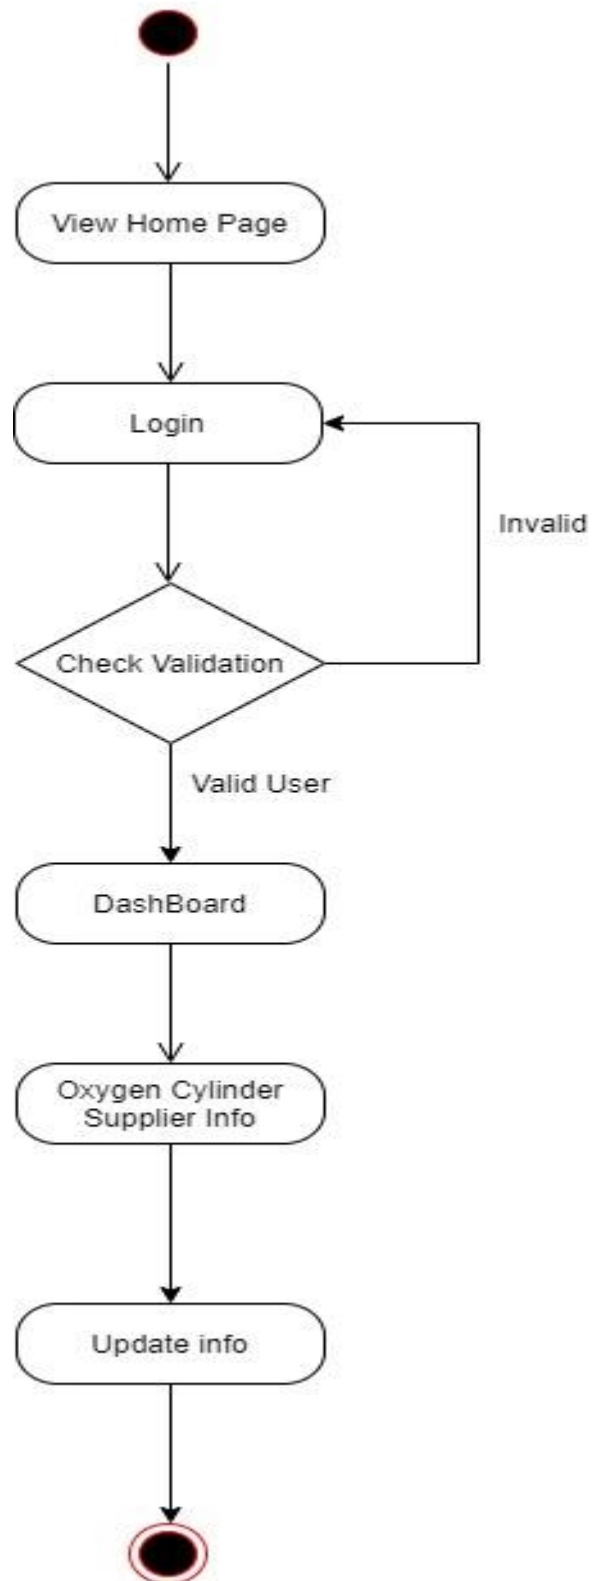 View Home Page
Login
Invalid
Check Validation
Valid User
DashBoard
Oxygen Cylinder
Supplier Info
Update info